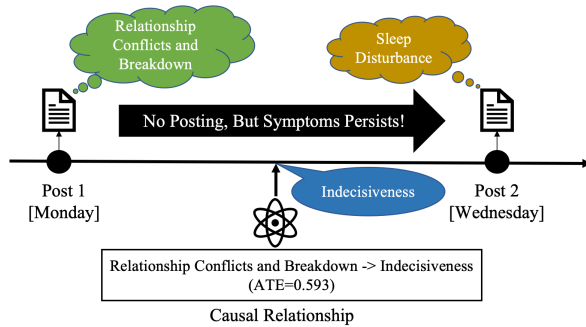 Relationship
Conflicts and
Breakdown
Sleep
Disturbance
No Posting, But Symptoms Persists!
Post 1
[Monday]
Indecisiveness
Post 2
[Wednesday]
Relationship Conflicts and Breakdown -> Indecisiveness
(ATE=0.593)
Causal Relationship